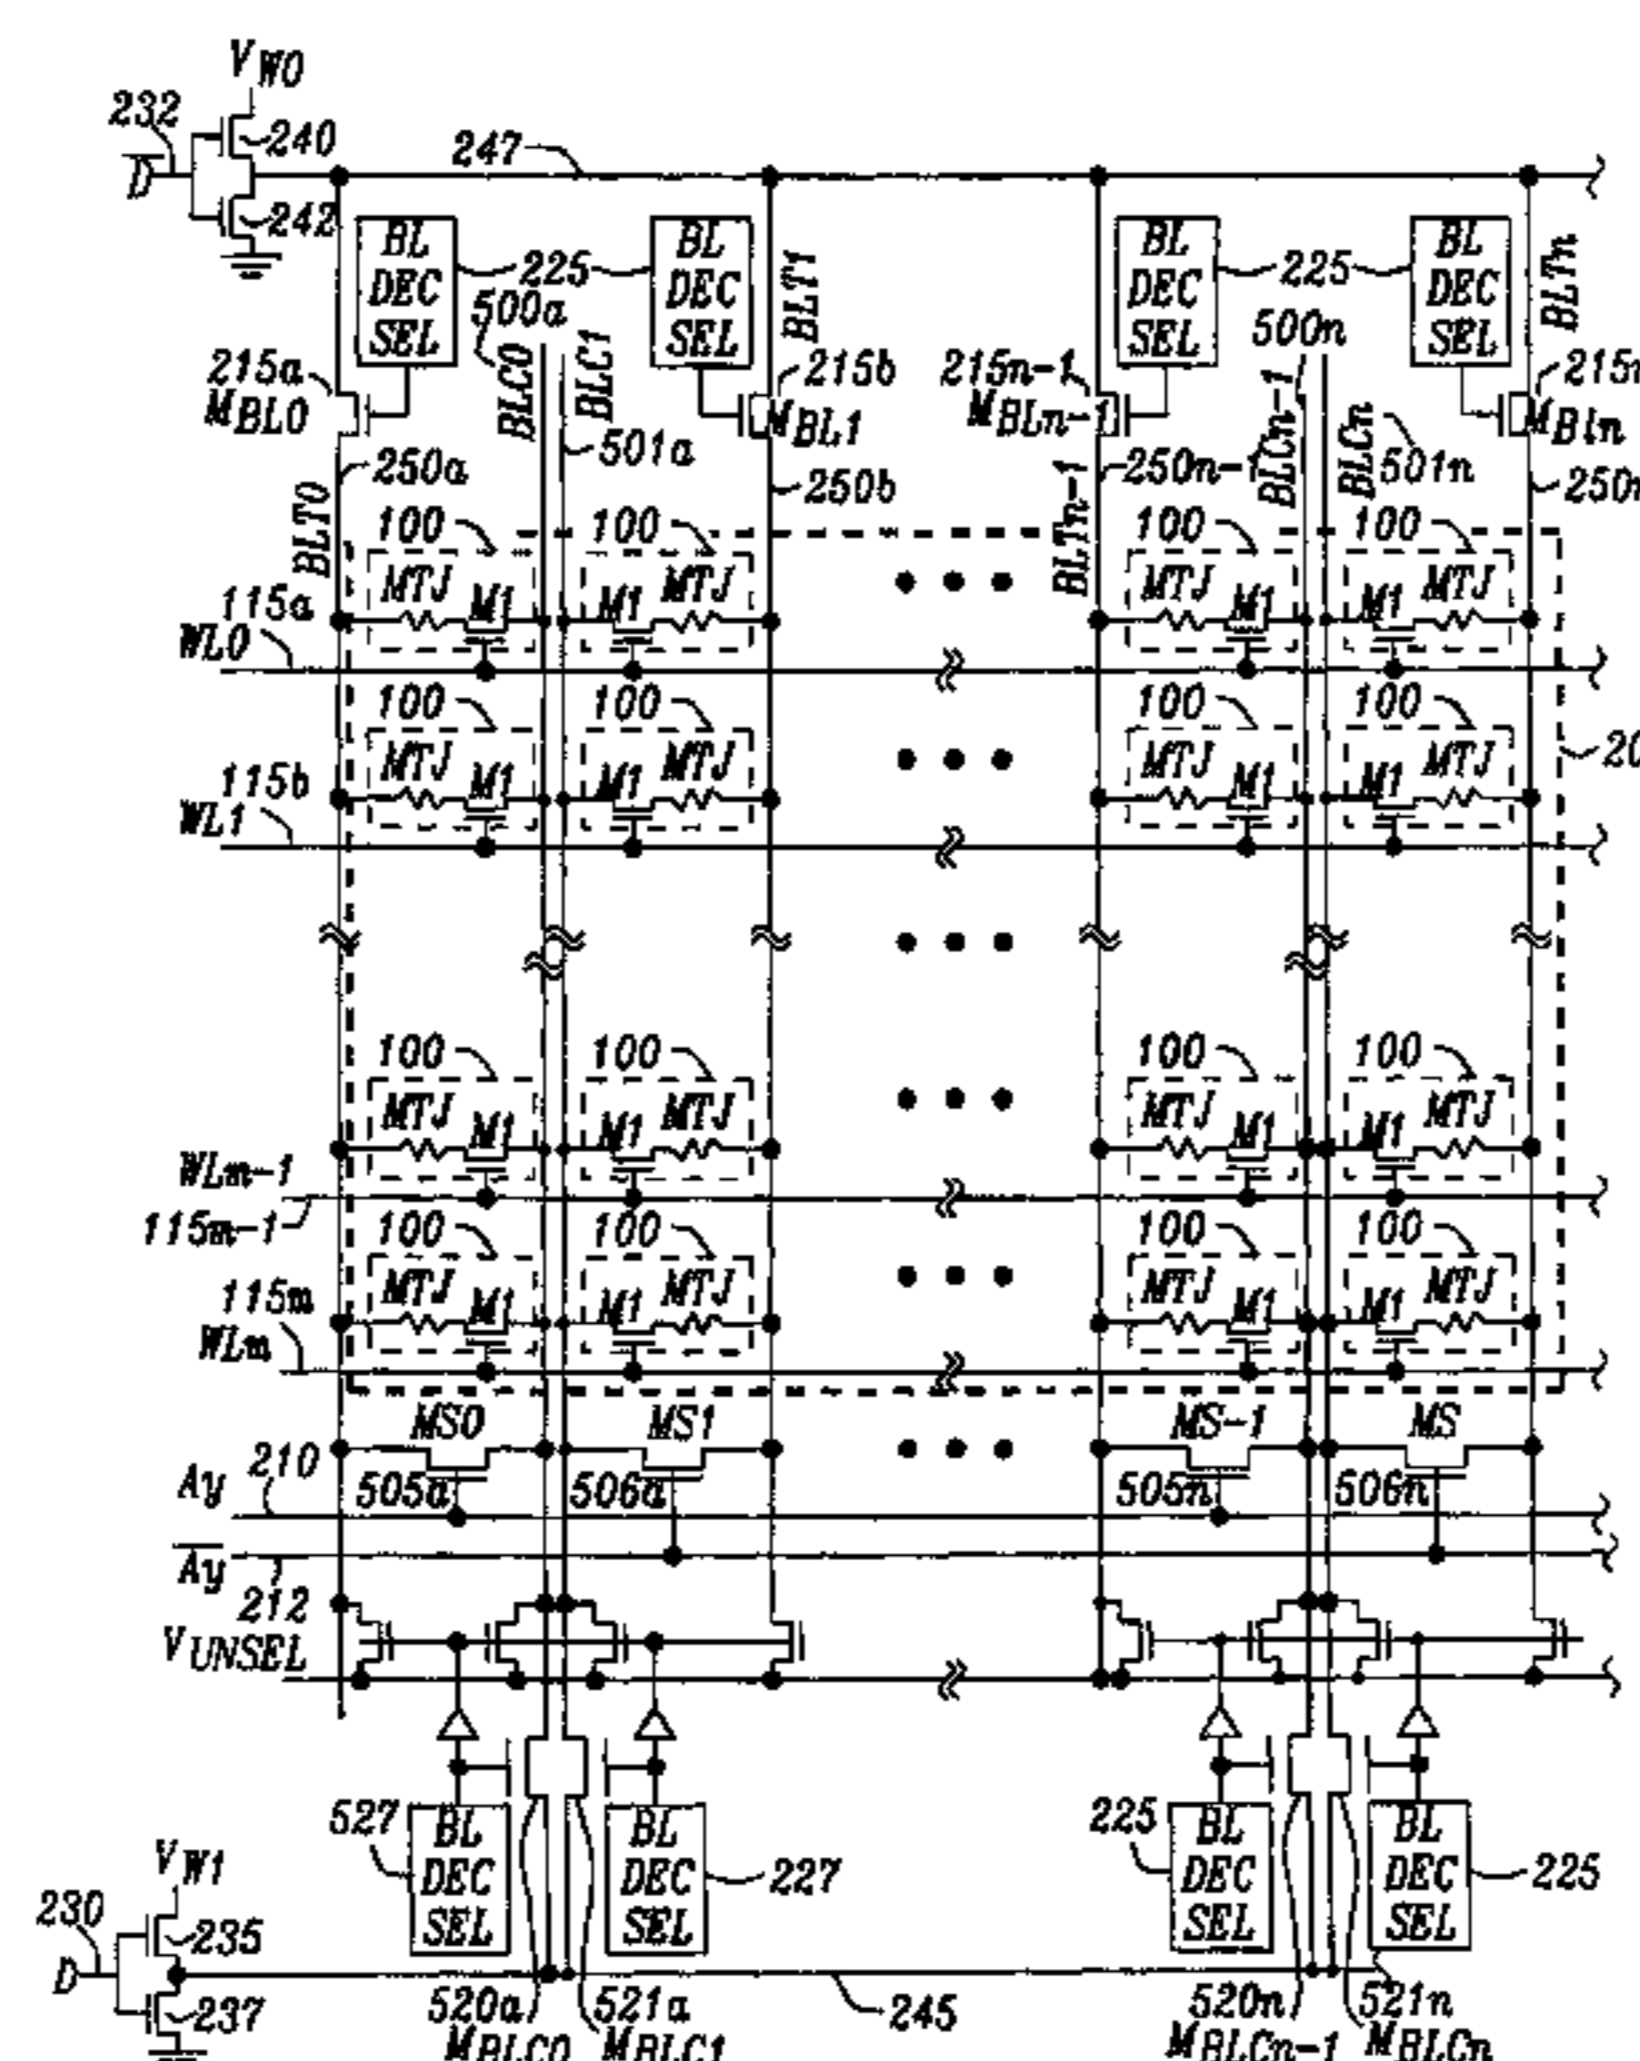 VW0
232
240
D
247
242
BL DEC SEL
225
BL DEC SEL
BLT1
BL DEC SEL
225
BL DEC SEL
BLTn
500a
BLC0
BLC1
500n
215a
MBL0
215b
MBL1
215n-1
MBLn-1
BLCn-1
BLCn
MBln
501a
501n
250a
250b
250n-1
BLT0
BLTn-1
100 100 100 100
MTJ M1 M1 MTJ MTJ M1 M1 MTJ
115a
WL0
100 100 100 100
MTJ M1 M1 MTJ MTJ M1 M1 MTJ
115b
WL1
100 100 100 100
MTJ M1 M1 MTJ MTJ M1 M1 MTJ
WLm-1
115m-1
100 100 100 100
MTJ M1 M1 MTJ MTJ M1 M1 MTJ
115m
WLm
MS0 MS1 MS-1 MS
Ay 210
505a 506a 505n 506n
Ay
212
VUNSEL
527
BL DEC SEL
BL DEC SEL
227
225
BL DEC SEL
BL DEC SEL
225
VW1
230
235
D
237
520a
521a
245
520n
521n
MBLC0 MBLC1 MBLCn-1 MBLCn